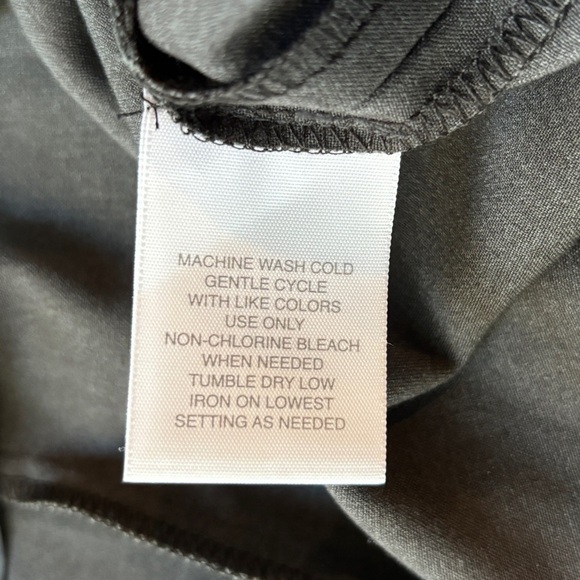 MACHINE WASH COLD
GENTLE CYCLE
WITH LIKE COLORS
USE ONLY
NON-CHLORINE BLEACH
WHEN NEEDED
TUMBLE DRY LOW
IRON ON LOWEST
SETTING AS NEEDED